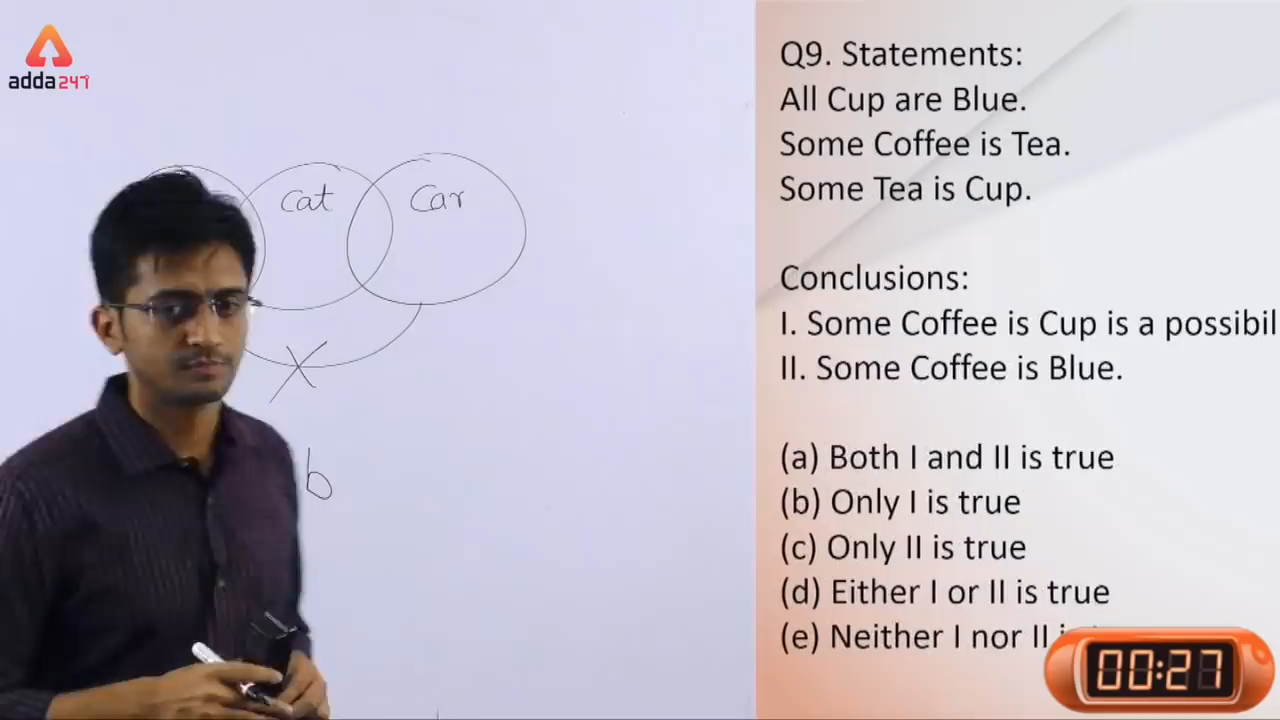 adda247
cat
Car
b
Q9. Statements:
All Cup are Blue.
Some Coffee is Tea.
Some Tea is Cup.
Conclusions:
I. Some Coffee is Cup is a possibil
II. Some Coffee is Blue.
(a) Both I and II is true
(b) Only I is true
(c) Only II is true
(d) Either I or II is true
(e) Neither I nor II
00:27